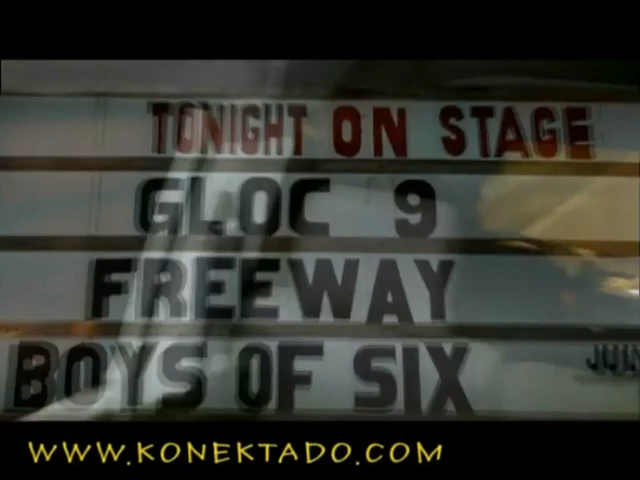 TONIGHT ON STAGE
GLOC 9
FREEWAY
BOYS OF SIX
WWW.KONEKTADO.COM